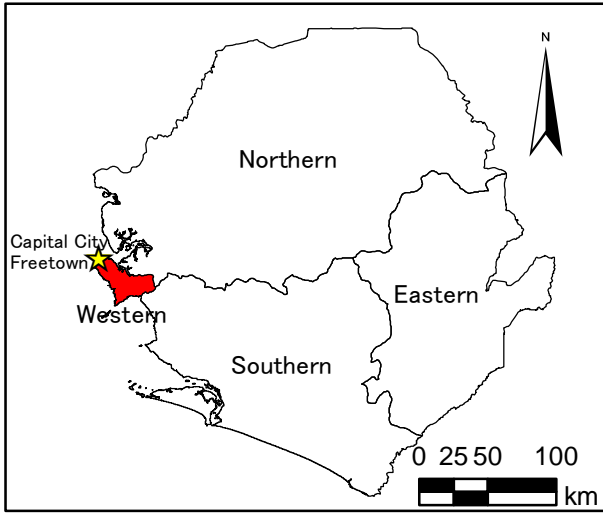 N
Northern
Capital City
Freetown
Eastern
Western
Southern
0 25 50 100
km